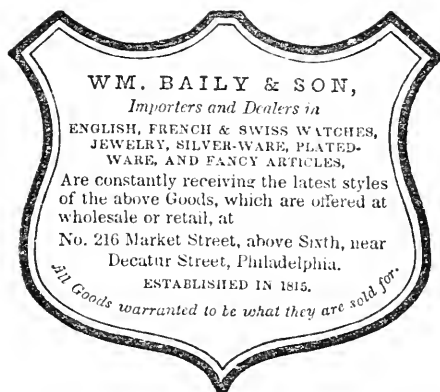 WM. BAILY & SON,
Importers and Dealers in
ENGLISH, FRENCH & SWISS WATCHES,
JEWELRY, SILVER-WARE, PLATED-
WARE, AND FANCY ARTICLES,
Are constantly receiving the latest styles
of the above Goods, which are offered at
wholesale or retail, at
No. 216 Market Street, above Sixth, near
Decatur Street, Philadelphia.
ESTABLISHED IN 1815.
All Goods warranted to be what they are sold for.